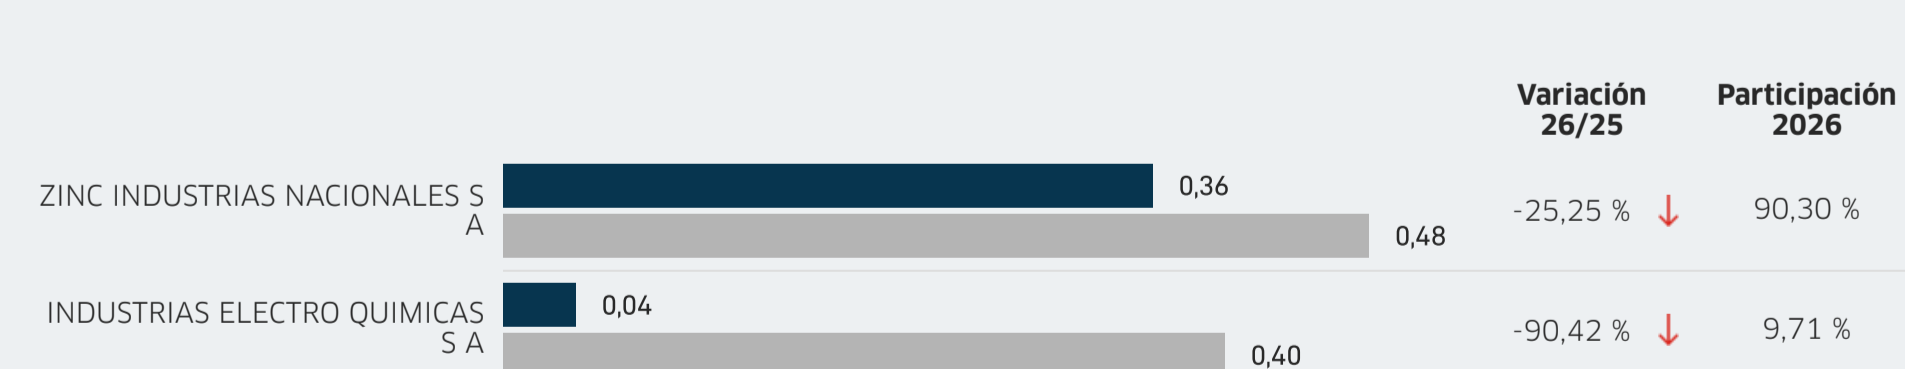 Variación
26/25
Participación
2026
ZINC INDUSTRIAS NACIONALES S
A
0,36
0,48
-25,25 %
90,30 %
INDUSTRIAS ELECTRO QUIMICAS
S A
0,04
0,40
-90,42 %
9,71 %